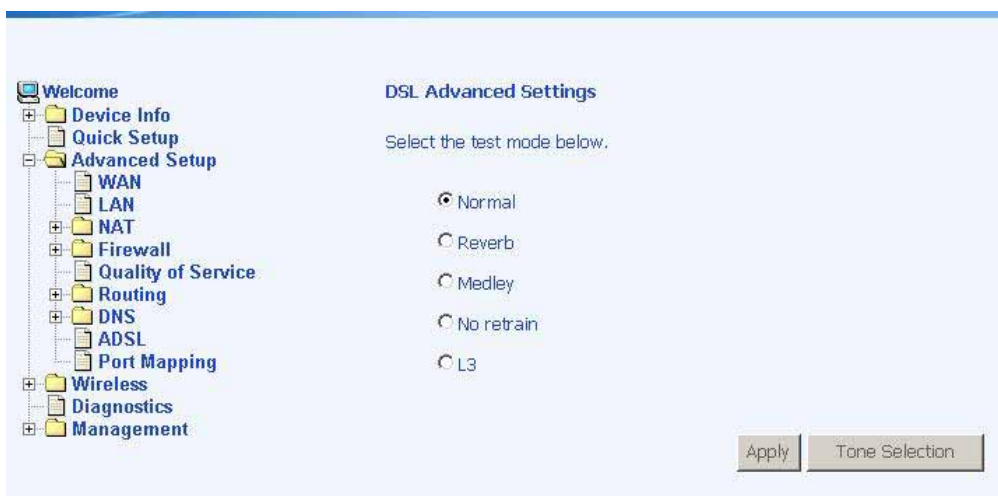 Welcome
Device Info
Quick Setup
Advanced Setup
WAN
LAN
NAT
Firewall
Quality of Service
Routing
DNS
ADSL
Port Mapping
Wireless
Diagnostics
Management
DSL Advanced Settings
Select the test mode below.
Normal
Reverb
Medley
No retrain
L3
Apply
Tone Selection